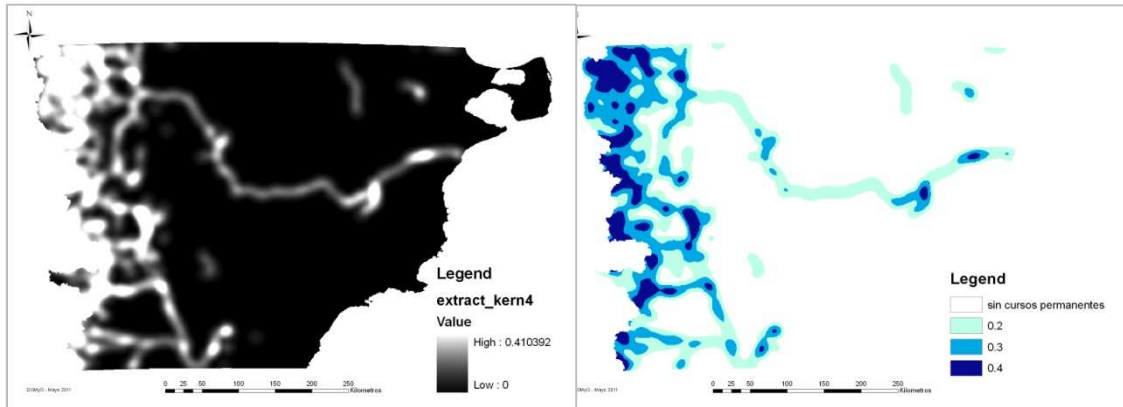 N
Legend
extract_kern4
Value
High : 0.410392
Low : 0
0 25 50 100 150 200 250
Kilometros
N
Legend
sin cursos permanentes
0.2
0.3
0.4
0 25 50 100 150 200 250
Kilometros